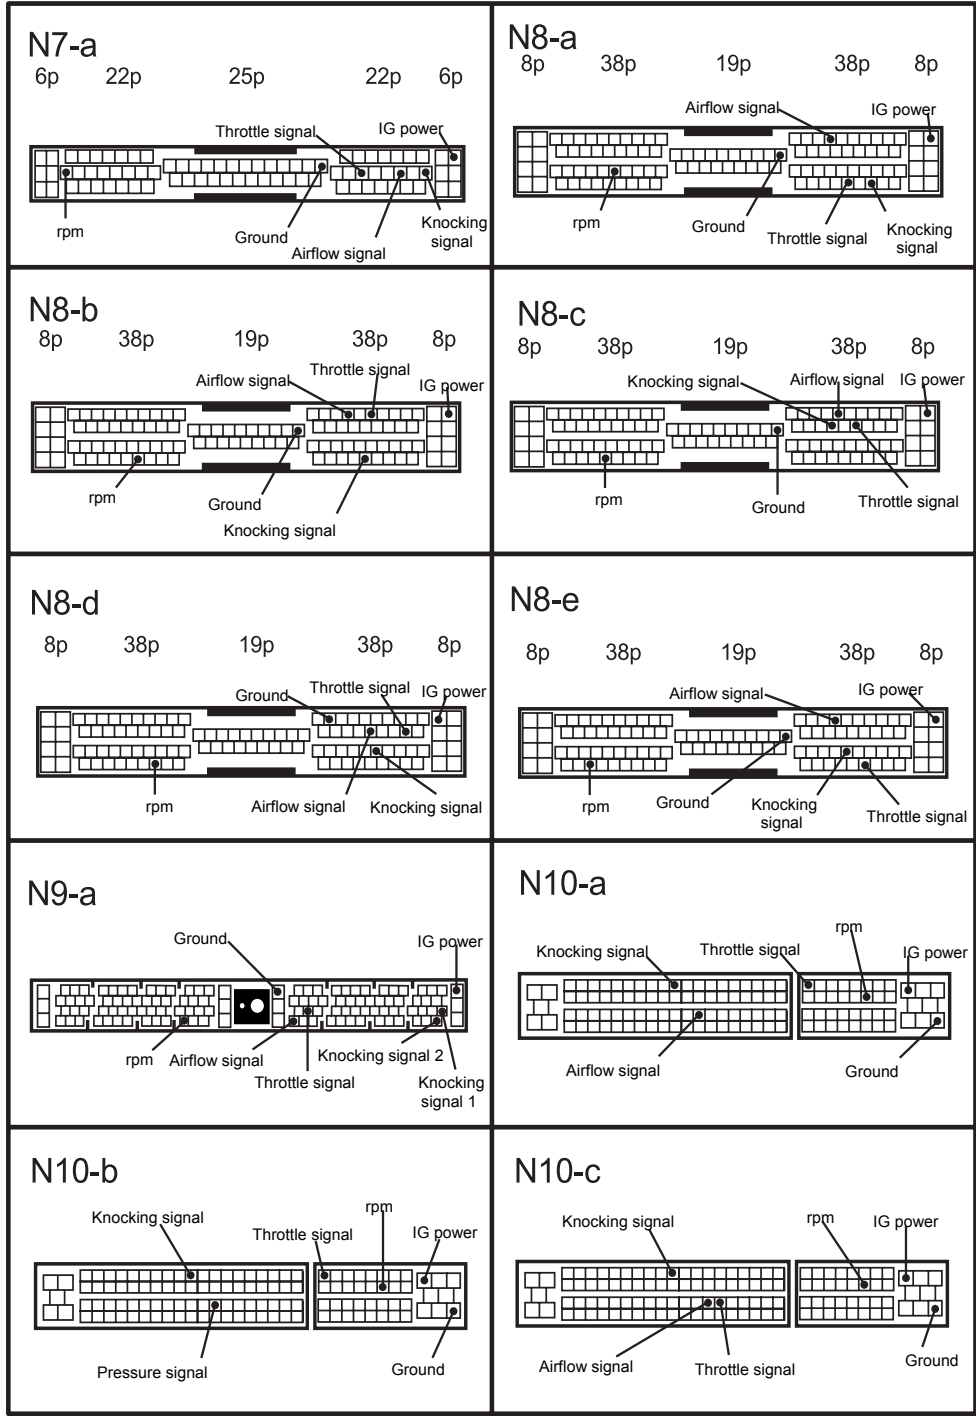 N7-a
6p 22p 25p 22p 6p
Throttle signal
IG power
rpm
Ground
Airflow signal
Knocking
signal
N8-a
8p 38p 19p 38p 8p
Airflow signal
IG power
rpm
Ground
Throttle signal
Knocking
signal
N8-b
8p 38p 19p 38p 8p
Airflow signal
Throttle signal
IG power
rpm
Ground
Knocking signal
N8-c
8p 38p 19p 38p 8p
Knocking signal
Airflow signal
IG power
rpm
Ground
Throttle signal
N8-d
8p 38p 19p 38p 8p
Ground
Throttle signal
IG power
rpm
Airflow signal
Knocking signal
N8-e
8p 38p 19p 38p 8p
Airflow signal
IG power
rpm
Ground
Knocking
signal
Throttle signal
N9-a
Ground
IG power
rpm
Airflow signal
Throttle signal
Knocking signal 2
Knocking
signal 1
N10-a
Knocking signal
Throttle signal
rpm
IG power
Airflow signal
Ground
N10-b
Knocking signal
Throttle signal
rpm
IG power
Pressure signal
Ground
N10-c
Knocking signal
rpm
IG power
Airflow signal
Throttle signal
Ground